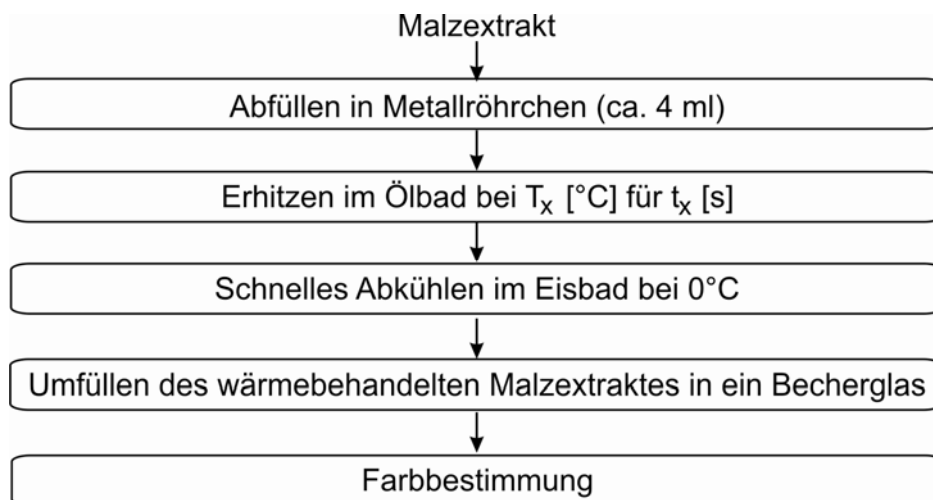 Malzextrakt
Abfüllen in Metallröhrchen (ca. 4 ml)
Erhitzen im Ölbad bei Tx [°C] für tx [s]
Schnelles Abkühlen im Eisbad bei 0°C
Umfüllen des wärmebehandelten Malzextraktes in ein Becherglas
Farbbestimmung